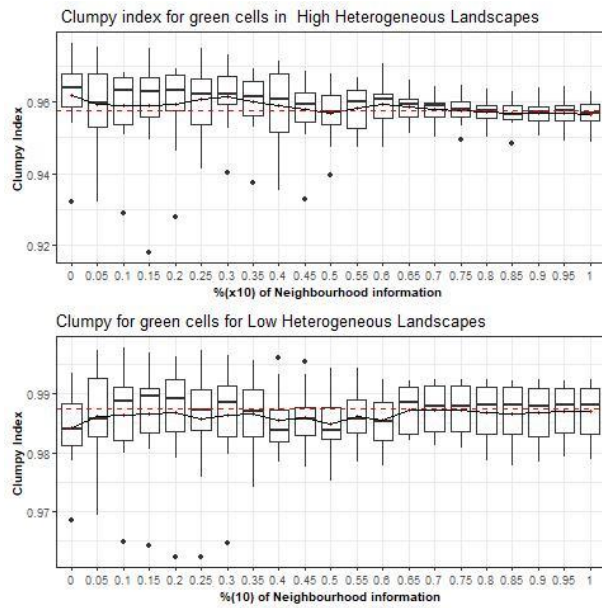 Clumpy index for green cells in High Heterogeneous Landscapes
Clumpy Index
0.96
0.94
0.92
0 0.05 0.1 0.15 0.2 0.25 0.3 0.35 0.4 0.45 0.5 0.55 0.6 0.65 0.7 0.75 0.8 0.85 0.9 0.95 1
%(x10) of Neighbourhood information
Clumpy for green cells for Low Heterogeneous Landscapes
Clumpy Index
0.99
0.98
0.97
0 0.05 0.1 0.15 0.2 0.25 0.3 0.35 0.4 0.45 0.5 0.55 0.6 0.65 0.7 0.75 0.8 0.85 0.9 0.95 1
%(10) of Neighbourhood information